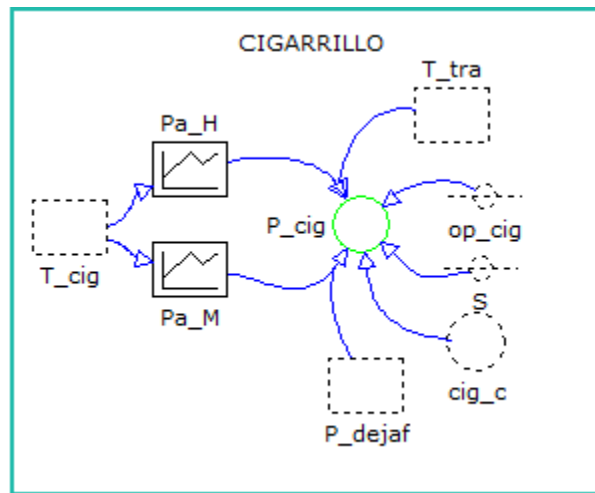 CIGARRILLO
T_tra
Pa_H
P_cig
op_cig
T_cig
Pa_M
S
cig_c
P_dejaf